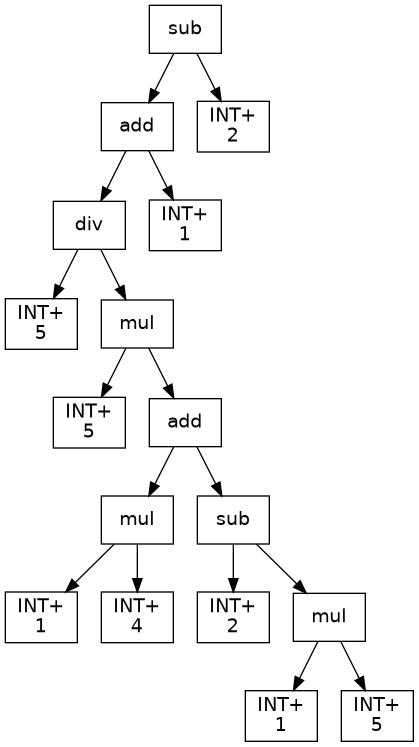 sub
add
INT+
2
div
INT+
1
INT+
5
mul
INT+
5
add
mul
sub
INT+
1
INT+
4
INT+
2
mul
INT+
1
INT+
5